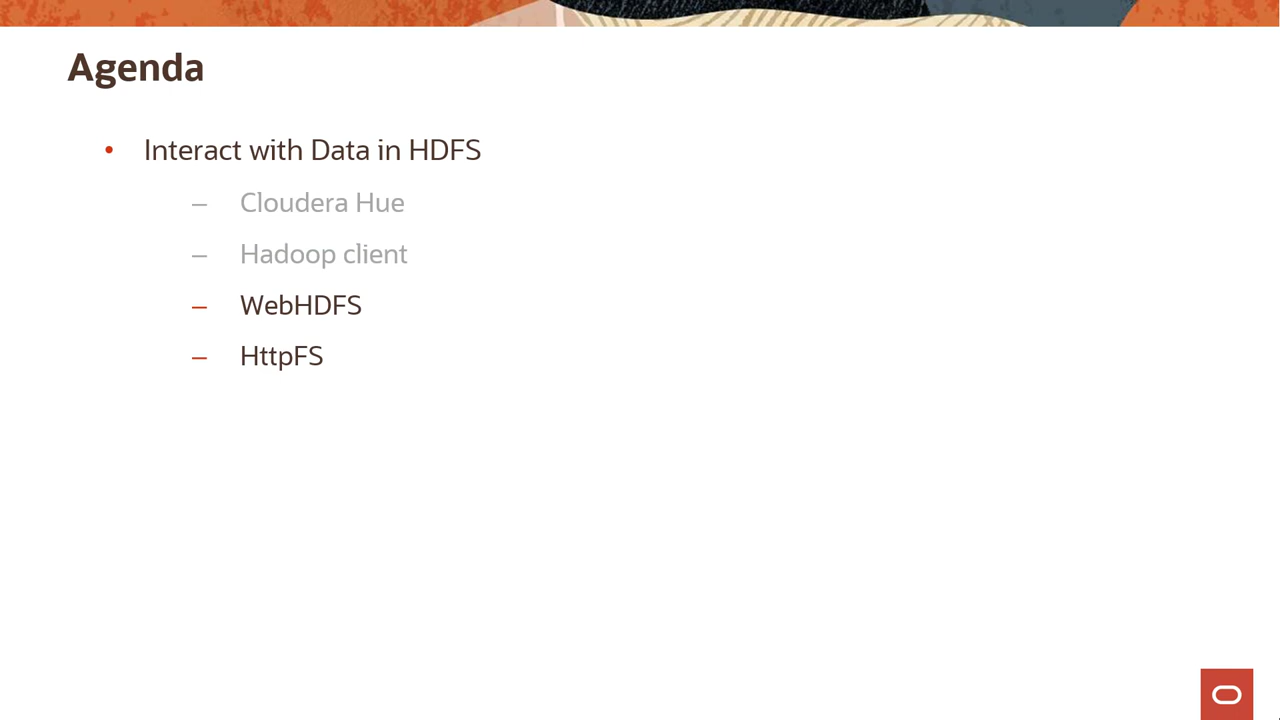 Agenda
• Interact with Data in HDFS
– Cloudera Hue
– Hadoop client
– WebHDFS
– HttpFS